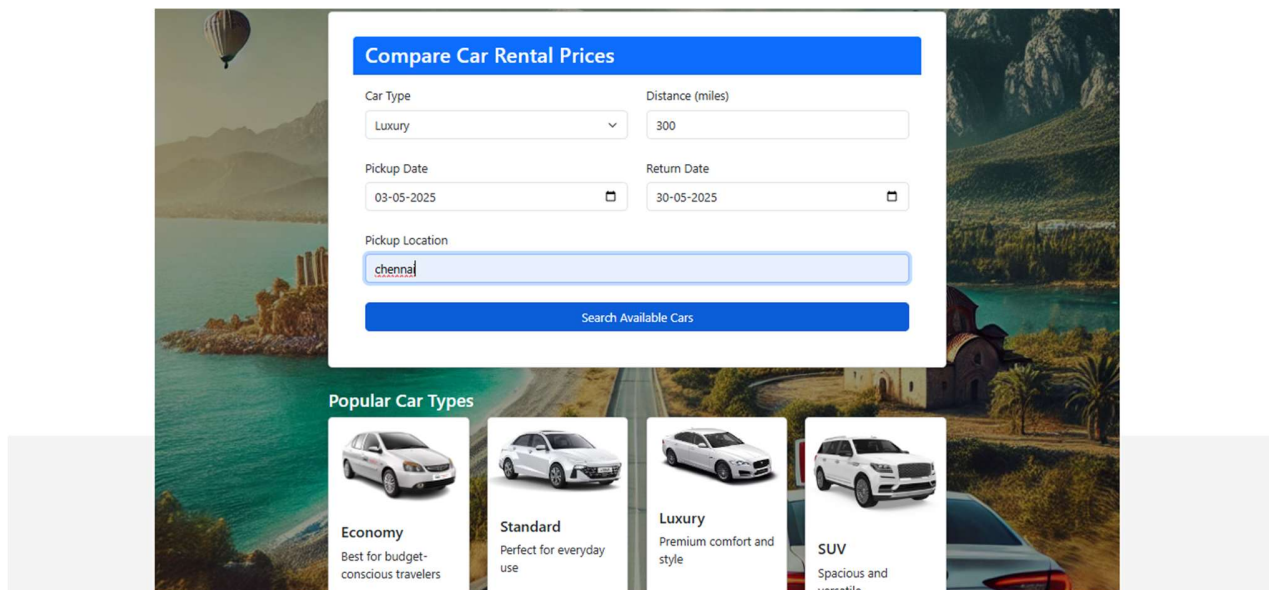 Compare Car Rental Prices
Car Type
Distance (miles)
Luxury
300
Pickup Date
Return Date
03-05-2025
30-05-2025
Pickup Location
chennai
Search Available Cars
Popular Car Types
Economy
Best for budget-
conscious travelers
Standard
Perfect for everyday
use
Luxury
Premium comfort and
style
SUV
Spacious and
versatile